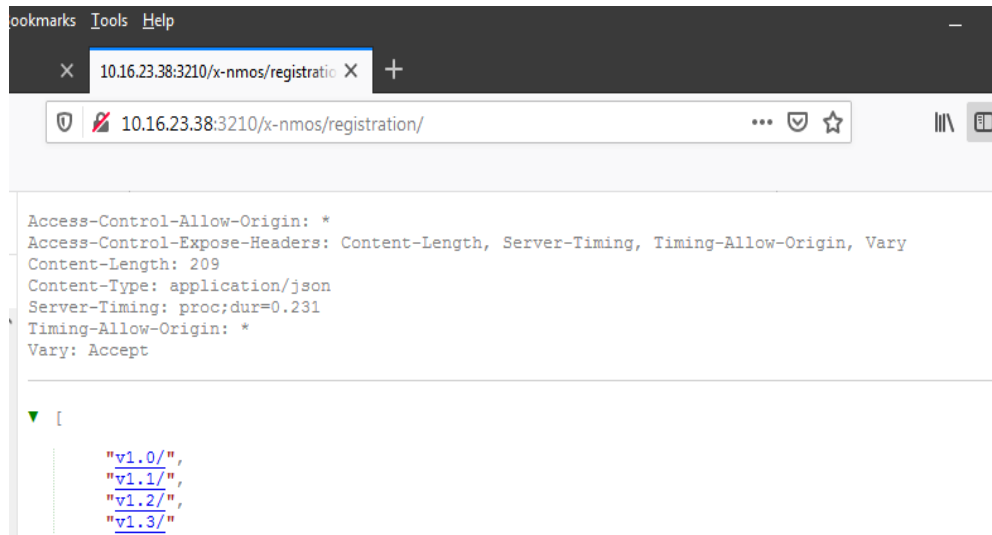 ookmarks Tools Help
10.16.23.38:3210/x-nmos/registratio
10.16.23.38:3210/x-nmos/registration/
Access-Control-Allow-Origin: *
Access-Control-Expose-Headers: Content-Length, Server-Timing, Timing-Allow-Origin, Vary
Content-Length: 209
Content-Type: application/json
Server-Timing: proc;dur=0.231
Timing-Allow-Origin: *
Vary: Accept
[
"v1.0/",
"v1.1/",
"v1.2/",
"v1.3/"